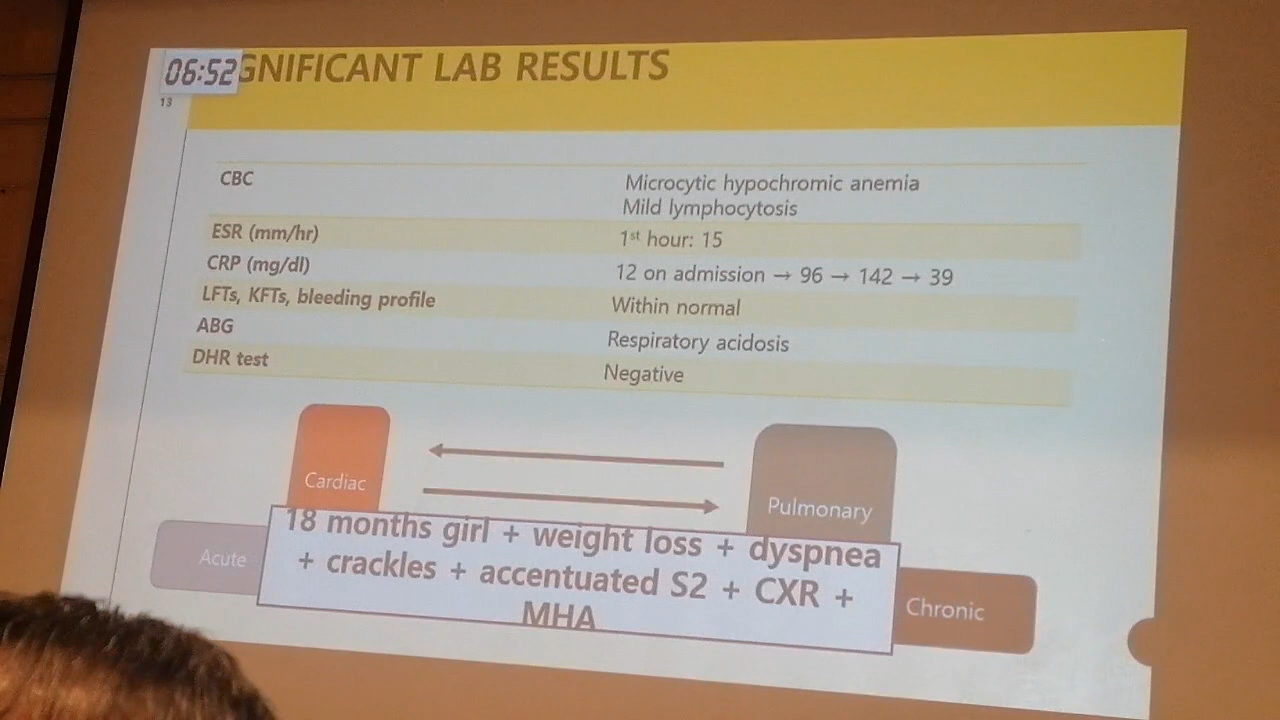 06:52
GNIFICANT LAB RESULTS
13
CBC
Microcytic hypochromic anemia
Mild lymphocytosis
ESR (mm/hr)
1st hour: 15
CRP (mg/dl)
12 on admission → 96 → 142 → 39
LFTs, KFTs, bleeding profile
Within normal
ABG
Respiratory acidosis
DHR test
Negative
Cardiac
Pulmonary
Acute
18 months girl + weight loss + dyspnea
+ crackles + accentuated S2 + CXR +
MHA
Chronic